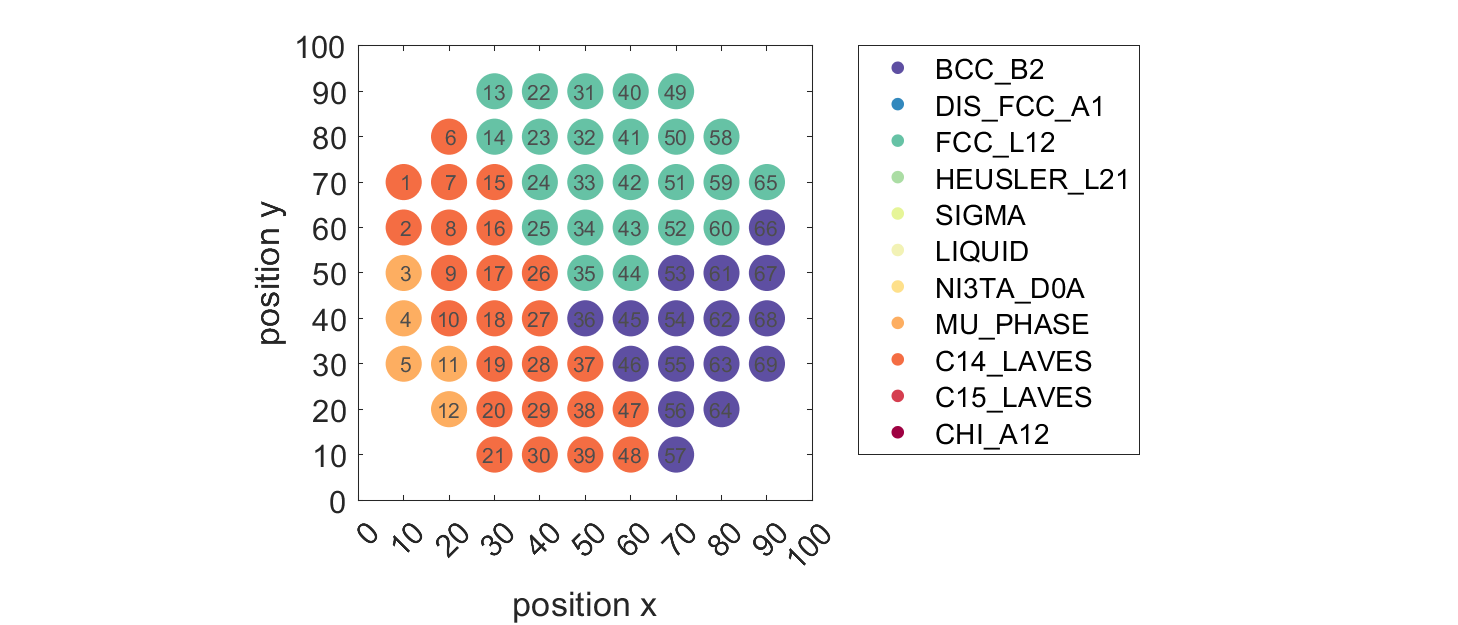 100
90
80
70
60
50
40
30
20
10
0
position y
13 22 31 40 49
6 14 23 32 41 50 58
1 7 15 24 33 42 51 59 65
2 8 16 25 34 43 52 60 66
3 9 17 26 35 44 53 61 67
4 10 18 27 36 45 54 62 68
5 11 19 28 37 46 55 63 69
12 20 29 38 47 56 64
21 30 39 48 57
0 10 20 30 40 50 60 70 80 90 100
position x
BCC_B2
DIS_FCC_A1
FCC_L12
HEUSLER_L21
SIGMA
LIQUID
NI3TA_D0A
MU_PHASE
C14_LAVES
C15_LAVES
CHI_A12